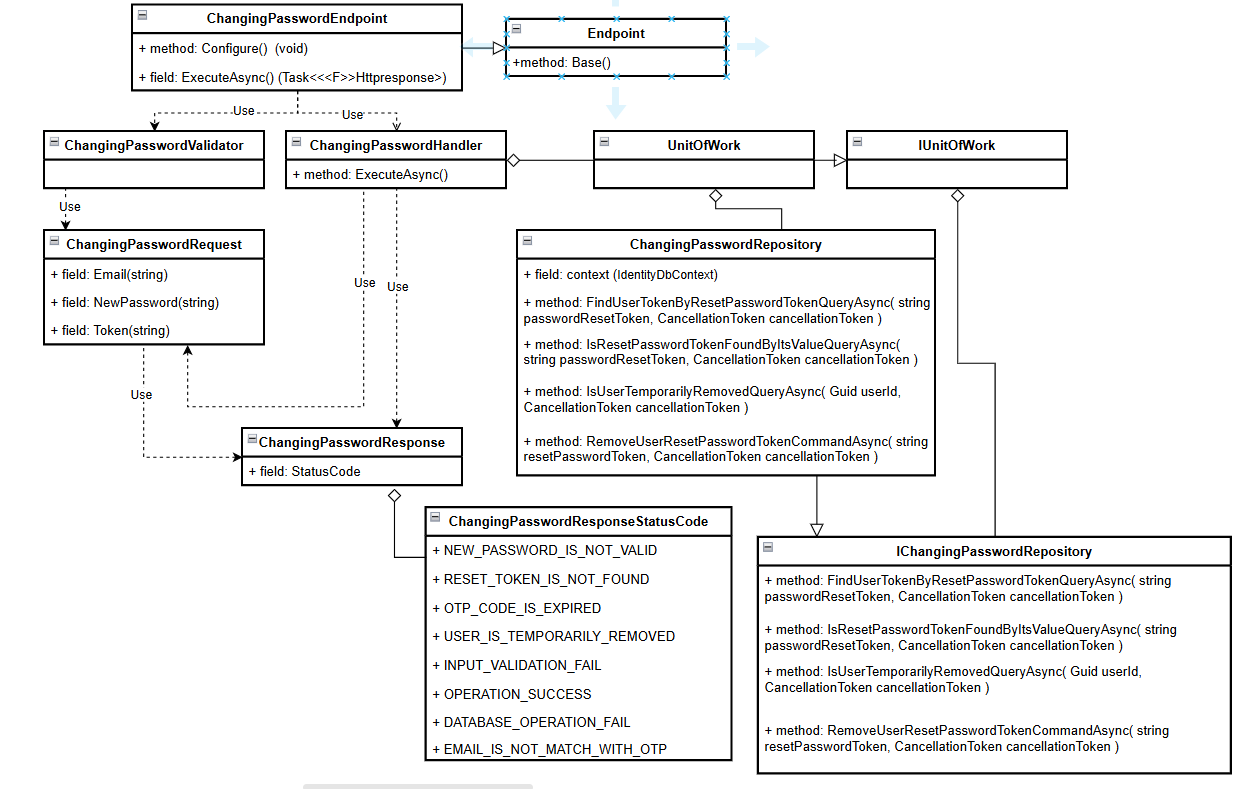 ChangingPasswordEndpoint
+ method: Configure() (void)
+ field: ExecuteAsync() (Task<<<F>>Httpresponse>)
Endpoint
+method: Base()
Use
Use
ChangingPasswordValidator
ChangingPasswordHandler
+ method: ExecuteAsync()
UnitOfWork
IUnitOfWork
Use
ChangingPasswordRequest
+ field: Email(string)
+ field: NewPassword(string)
+ field: Token(string)
Use
Use
Use
ChangingPasswordRepository
+ field: context (IdentityDbContext)
+ method: FindUserTokenByResetPasswordTokenQueryAsync( string
passwordResetToken, CancellationToken cancellationToken )
+ method: IsResetPasswordTokenFoundByItsValueQueryAsync(
string passwordResetToken, CancellationToken cancellationToken )
+ method: IsUserTemporarilyRemovedQueryAsync( Guid userId,
CancellationToken cancellationToken )
+ method: RemoveUserResetPasswordTokenCommandAsync( string
resetPasswordToken, CancellationToken cancellationToken )
ChangingPasswordResponse
+ field: StatusCode
ChangingPasswordResponseStatusCode
+ NEW_PASSWORD_IS_NOT_VALID
+ RESET_TOKEN_IS_NOT_FOUND
+ OTP_CODE_IS_EXPIRED
+ USER_IS_TEMPORARILY_REMOVED
+ INPUT_VALIDATION_FAIL
+ OPERATION_SUCCESS
+ DATABASE_OPERATION_FAIL
+ EMAIL_IS_NOT_MATCH_WITH_OTP
IChangingPasswordRepository
+ method: FindUserTokenByResetPasswordTokenQueryAsync( string
passwordResetToken, CancellationToken cancellationToken )
+ method: IsResetPasswordTokenFoundByItsValueQueryAsync( string
passwordResetToken, CancellationToken cancellationToken )
+ method: IsUserTemporarilyRemovedQueryAsync( Guid userId,
CancellationToken cancellationToken )
+ method: RemoveUserResetPasswordTokenCommandAsync( string
resetPasswordToken, CancellationToken cancellationToken )